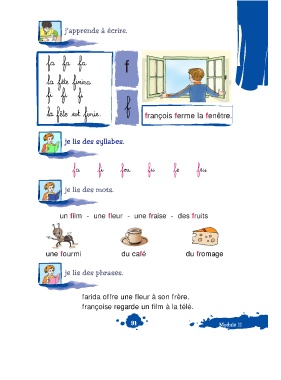 j'apprends à écrire.
fa fa fa
la fête finira
fi fi fi
la fête est finie.
f
f
françois ferme la fenêtre.
je lis des syllabes.
fa fi fou fu fe feu
je lis des mots.
un film - une fleur - une fraise - des fruits
une fourmi du café du fromage
je lis des phrases.
farida offre une fleur à son frère.
françoise regarde un film à la télé.
91
Module 11